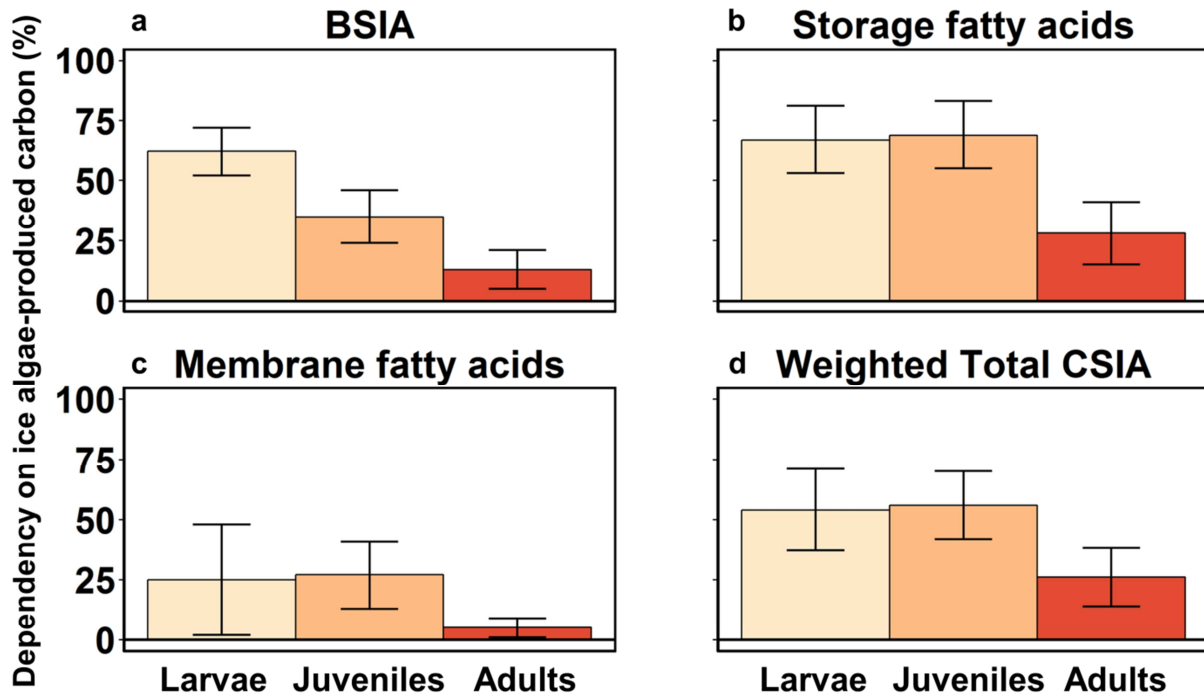 Dependency on ice algae-produced carbon (%)
a BSIA
100
75
50
25
0
b Storage fatty acids
c Membrane fatty acids
100
75
50
25
0
Larvae Juveniles Adults
d Weighted Total CSIA
Larvae Juveniles Adults